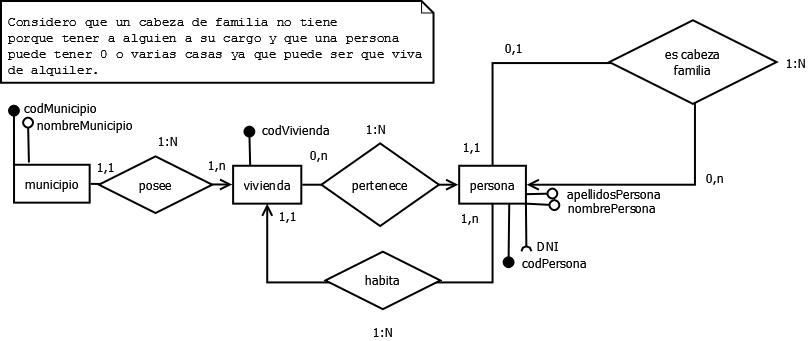 Considero que un cabeza de familia no tiene
porque tener a alguien a su cargo y que una persona
puede tener 0 o varias casas ya que puede ser que viva
de alquiler.
0,1
es cabeza
familia
1:N
codMunicipio
nombreMunicipio
codVivienda
1:N
1:N
0,n
1,1
1,1
1,n
municipio
posee
vivienda
pertenece
persona
0,n
apellidosPersona
nombrePersona
1,1
1,n
DNI
codPersona
habita
1:N